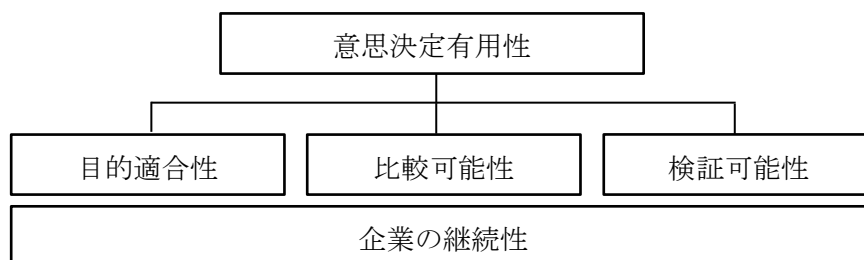 意思決定有用性
目的適合性
比較可能性
検証可能性
企業の継続性